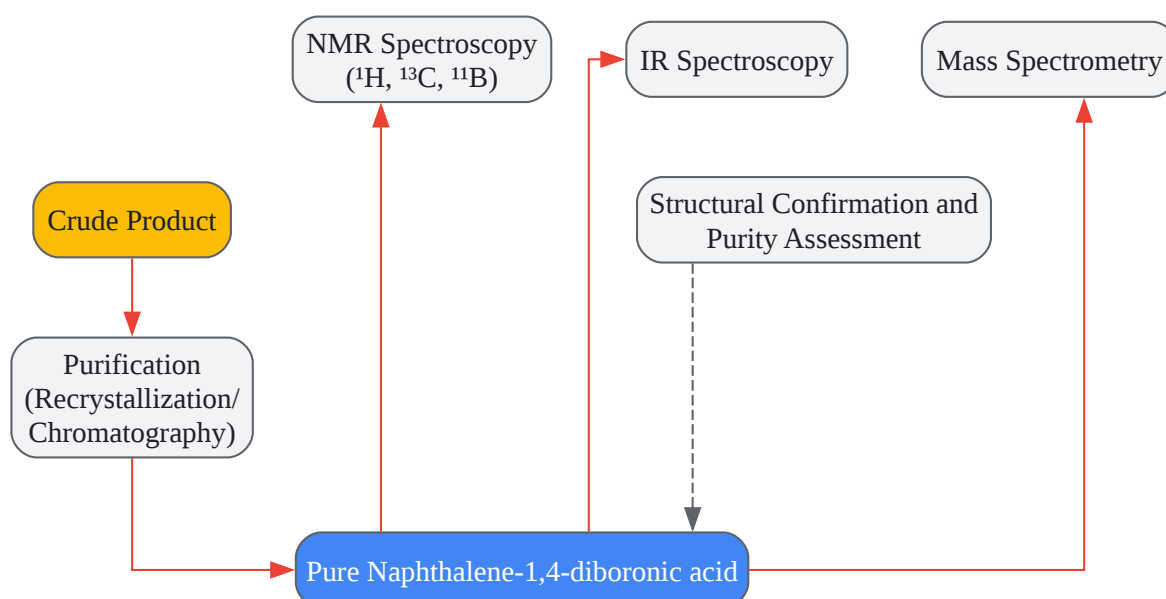 NMR Spectroscopy
(¹H, ¹³C, ¹¹B)
IR Spectroscopy
Mass Spectrometry
Crude Product
Structural Confirmation and
Purity Assessment
Purification
(Recrystallization/
Chromatography)
Pure Naphthalene-1,4-diboronic acid